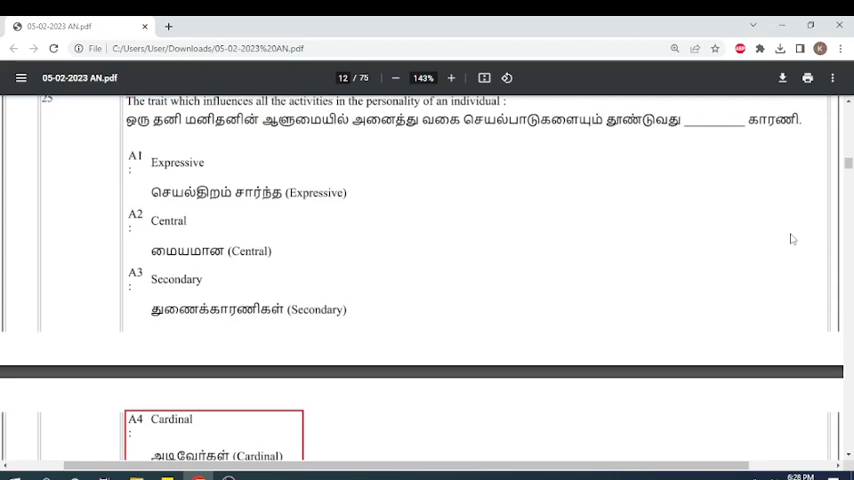 05-02-2023 AN.pdf
File C:/Users/User/Downloads/05-02-2023%20AN.pdf
ABP
K
05-02-2023 AN.pdf 12 / 75 143%
25 The trait which influences all the activities in the personality of an individual :
ஒரு தனி மனிதனின் ஆளுமையில் அனைத்து வகை செயல்பாடுகளையும் தூண்டுவது _________ காரணி.
A1 Expressive
:
செயல்திறம் சார்ந்த (Expressive)
A2 Central
:
மையமான (Central)
A3 Secondary
:
துணைக்காரணிகள் (Secondary)
A4 Cardinal
:
அடிவேர்கள் (Cardinal)
6:28 PM